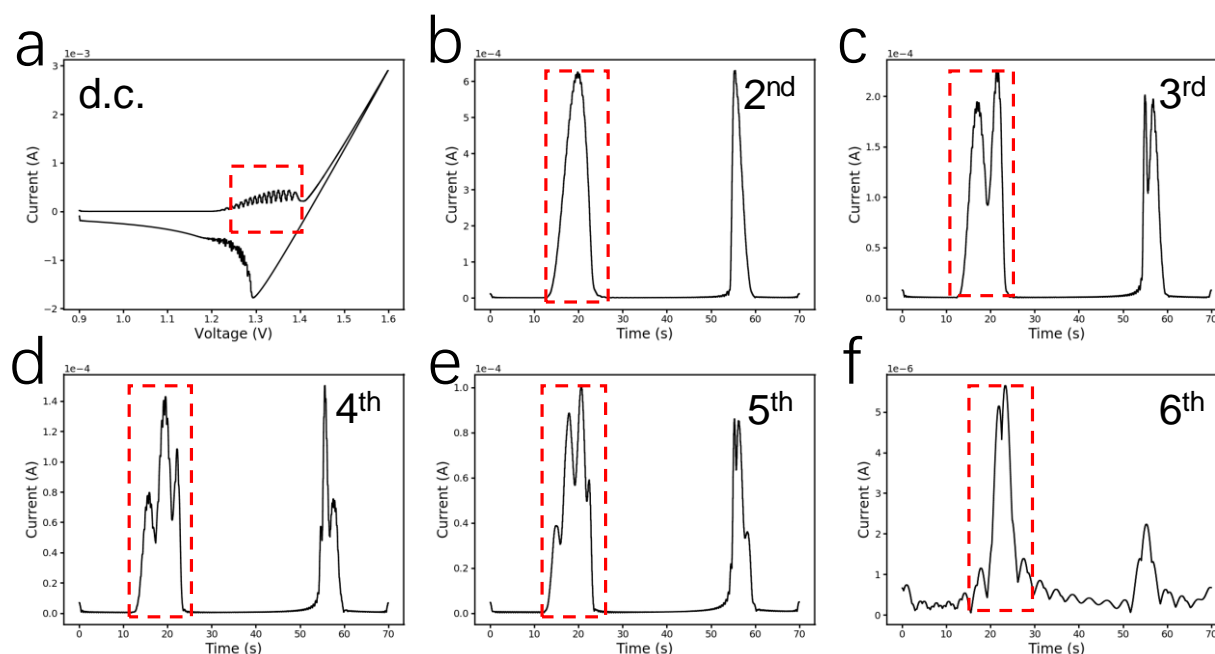 a
1e−3
d.c.
Current (A)
3
2
1
0
−1
−2
0.9 1.0 1.1 1.2 1.3 1.4 1.5 1.6
Voltage (V)
b
1e−4
2nd
Current (A)
6
5
4
3
2
1
0
0 10 20 30 40 50 60 70
Time (s)
c
1e−4
3rd
Current (A)
2.0
1.5
1.0
0.5
0.0
0 10 20 30 40 50 60 70
Time (s)
d
1e−4
4th
Current (A)
1.4
1.2
1.0
0.8
0.6
0.4
0.2
0.0
0 10 20 30 40 50 60 70
Time (s)
e
1e−4
5th
Current (A)
1.0
0.8
0.6
0.4
0.2
0.0
0 10 20 30 40 50 60 70
Time (s)
f
1e−6
6th
Current (A)
5
4
3
2
1
0
0 10 20 30 40 50 60 70
Time (s)